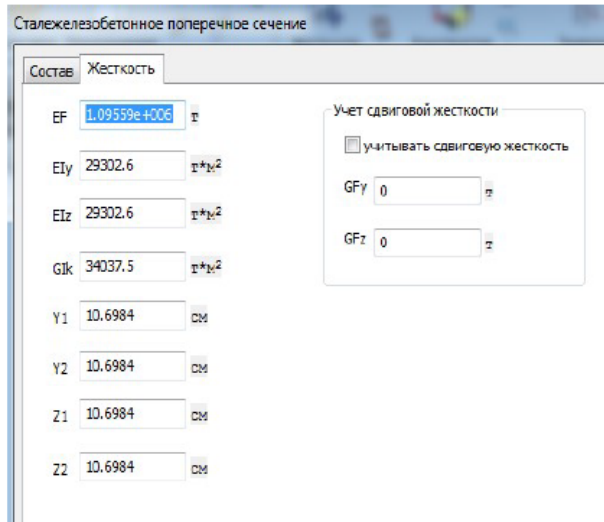 Сталежелезобетонное поперечное сечение
Состав Жесткость
EF 1.09559e+006 т
EIy 29302.6 т*м²
EIz 29302.6 т*м²
GIk 34037.5 т*м²
Y1 10.6984 см
Y2 10.6984 см
Z1 10.6984 см
Z2 10.6984 см
Учет сдвиговой жесткости
учитывать сдвиговую жесткость
GFy 0 т
GFz 0 т